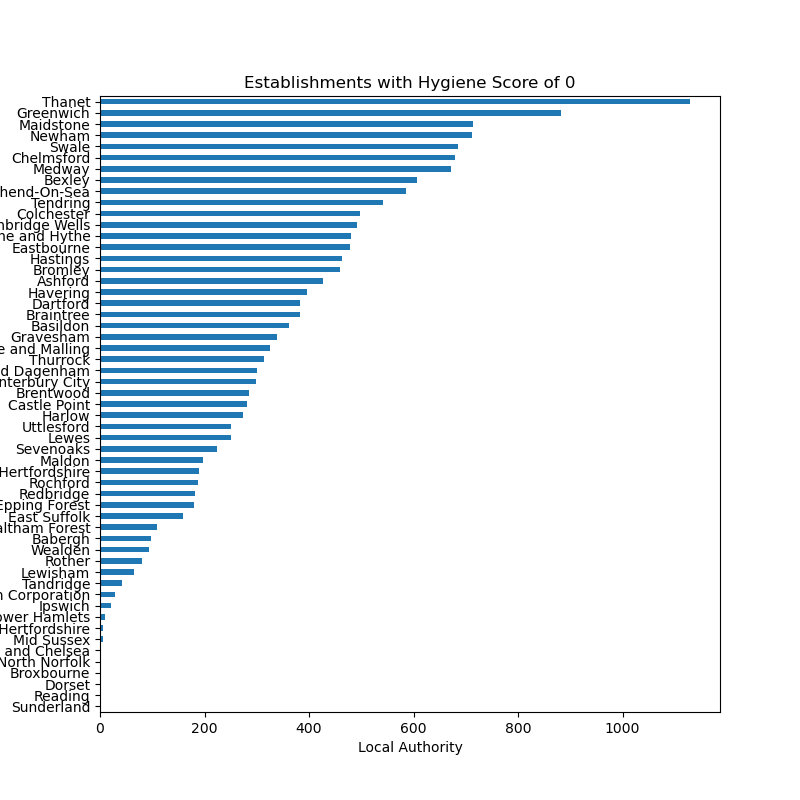 Establishments with Hygiene Score of 0
Thanet
Greenwich
Maidstone
Newham
Swale
Chelmsford
Medway
Bexley
hend-On-Sea
Tendring
Colchester
nbridge Wells
ne and Hythe
Eastbourne
Hastings
Bromley
Ashford
Havering
Dartford
Braintree
Basildon
Gravesham
e and Malling
Thurrock
d Dagenham
nterbury City
Brentwood
Castle Point
Harlow
Uttlesford
Lewes
Sevenoaks
Maldon
Hertfordshire
Rochford
Redbridge
Epping Forest
East Suffolk
altham Forest
Babergh
Wealden
Rother
Lewisham
Tandridge
n Corporation
Ipswich
ower Hamlets
Hertfordshire
Mid Sussex
and Chelsea
North Norfolk
Broxbourne
Dorset
Reading
Sunderland
0 200 400 600 800 1000
Local Authority